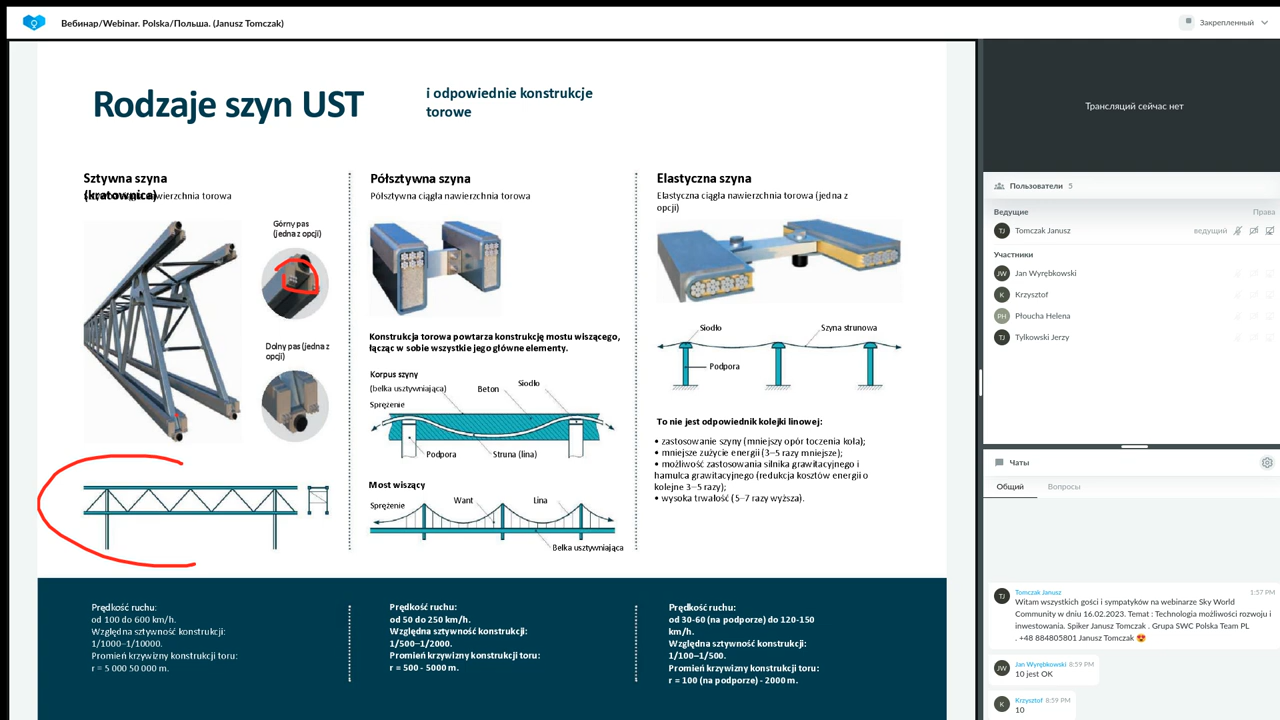 Вебинар/Webinar. Polska/Польша. (Janusz Tomczak)
Закрепленный
Rodzaje szyn UST
i odpowiednie konstrukcje
torowe
Sztywna szyna
(kratownica)
nawierzchnia torowa
Górny pas
(jedna z opcji)
Dolny pas (jedna z
opcji)
Półsztywna szyna
Półsztywna ciągła nawierzchnia torowa
Konstrukcja torowa powtarza konstrukcję mostu wiszącego,
łącząc w sobie wszystkie jego główne elementy.
Korpus szyny
(belka usztywniająca)
Beton
Siodło
Sprężenie
Podpora
Struna (lina)
Most wiszący
Sprężenie
Want
Lina
Belka usztywniająca
Elastyczna szyna
Elastyczna ciągła nawierzchnia torowa (jedna z
opcji)
Siodło
Szyna strunowa
Podpora
To nie jest odpowiednik kolejki linowej:
• zastosowanie szyny (mniejszy opór toczenia koła);
• mniejsze zużycie energii (3–5 razy mniejsze);
• możliwość zastosowania silnika grawitacyjnego i
hamulca grawitacyjnego (redukcja kosztów energii o
kolejne 3–5 razy);
• wysoka trwałość (5–7 razy wyższa).
Prędkość ruchu:
od 100 do 600 km/h.
Względna sztywność konstrukcji:
1/1000–1/10000.
Promień krzywizny konstrukcji toru:
r = 5 000 50 000 m.
Prędkość ruchu:
od 50 do 250 km/h.
Względna sztywność konstrukcji:
1/500–1/2000.
Promień krzywizny konstrukcji toru:
r = 500 - 5000 m.
Prędkość ruchu:
od 30-60 (na podporze) do 120-150
km/h.
Względna sztywność konstrukcji:
1/100–1/500.
Promień krzywizny konstrukcji toru:
r = 100 (na podporze) - 2000 m.
Трансляций сейчас нет
Пользователи 5
Ведущие Права
TJ Tomczak Janusz ведущий
Участники
JW Jan Wyrębkowski
K Krzysztof
PH Płoucha Helena
TJ Tylkowski Jerzy
Чаты
Общий Вопросы
TJ Tomczak Janusz 1:57 PM
Witam wszystkich gości i sympatyków na webinarze Sky World
Community w dniu 16.02.2023. Temat : Technologia możliwości rozwoju i
inwestowania. Spiker Janusz Tomczak . Grupa SWC Polska Team PL
. +48 884805801 Janusz Tomczak 😍
JW Jan Wyrębkowski 8:59 PM
10 jest OK
K Krzysztof 8:59 PM
10